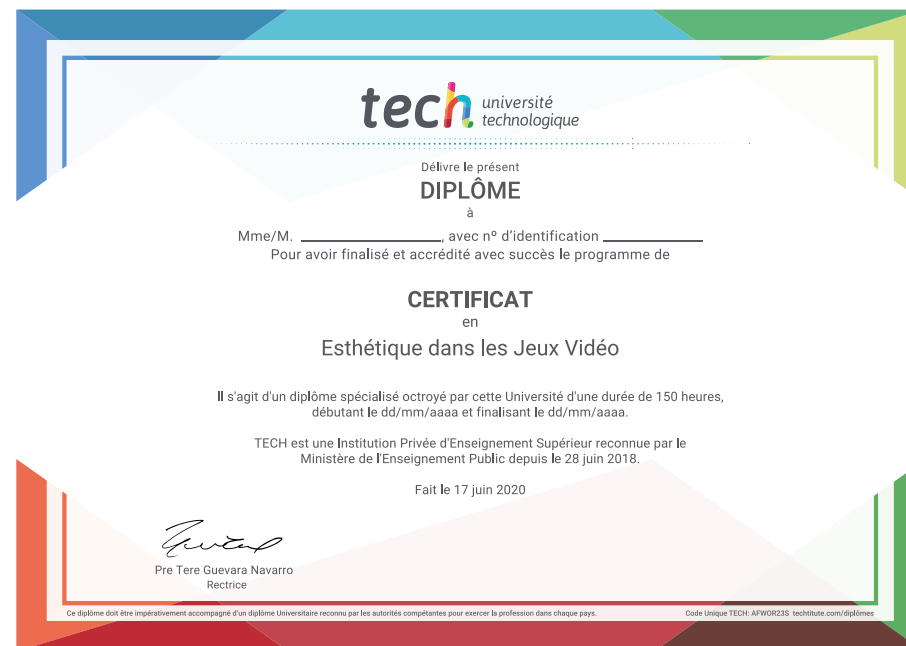 tech université
technologique
Délivre le présent
DIPLÔME
à
Mme/M. ____________________, avec nº d'identification ______________
Pour avoir finalisé et accrédité avec succès le programme de
CERTIFICAT
en
Esthétique dans les Jeux Vidéo
Il s'agit d'un diplôme spécialisé octroyé par cette Université d'une durée de 150 heures,
débutant le dd/mm/aaaa et finalisant le dd/mm/aaaa.
TECH est une Institution Privée d'Enseignement Supérieur reconnue par le
Ministère de l'Enseignement Public depuis le 28 juin 2018.
Fait le 17 juin 2020
Pre Tere Guevara Navarro
Rectrice
Ce diplôme doit être impérativement accompagné d'un diplôme Universitaire reconnu par les autorités compétantes pour exercer la profession dans chaque pays.
Code Unique TECH: AFWOR23S techtitute.com/diplômes